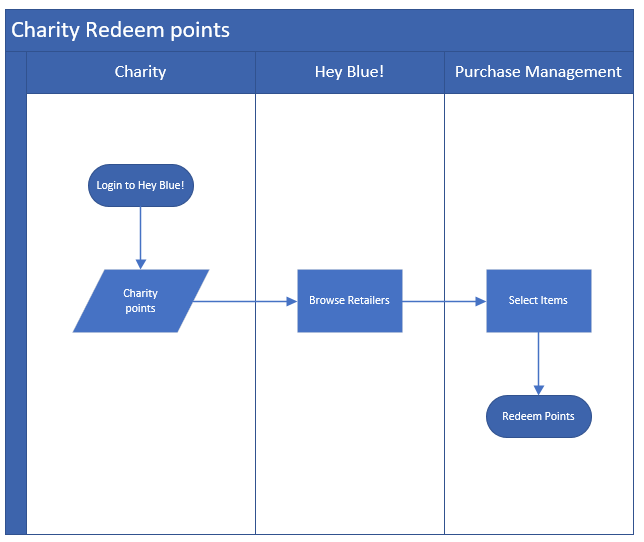 Charity Redeem points
Charity
Hey Blue!
Purchase Management
Login to Hey Blue!
Charity
points
Browse Retailers
Select Items
Redeem Points